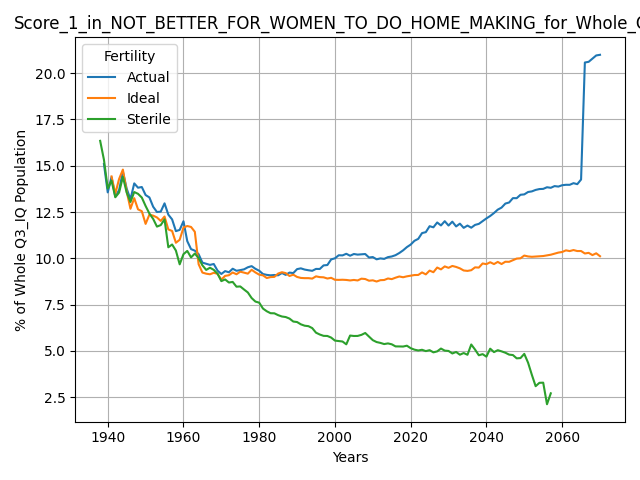 Score_1_in_NOT_BETTER_FOR_WOMEN_TO_DO_HOME_MAKING_for_Whole_
Fertility
Actual
Ideal
Sterile
% of Whole Q3_IQ Population
20.0
17.5
15.0
12.5
10.0
7.5
5.0
2.5
1940 1960 1980 2000 2020 2040 2060
Years